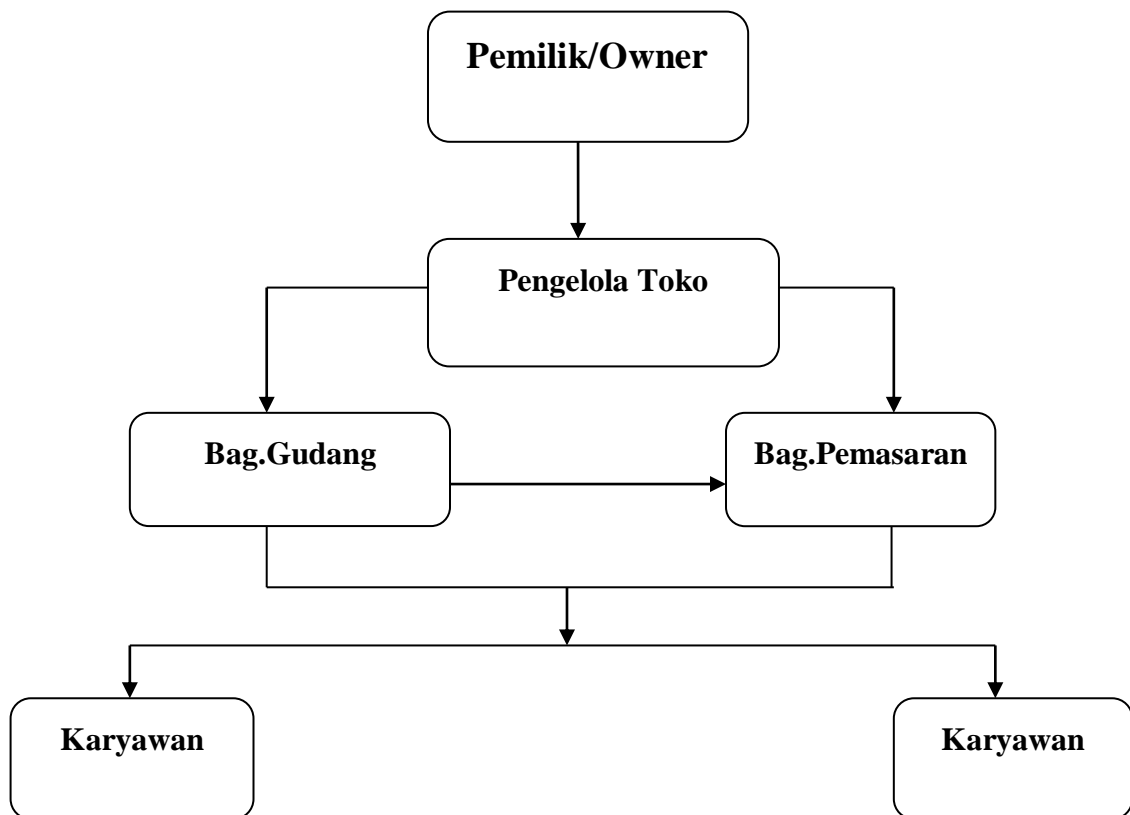 Pemilik/Owner
Pengelola Toko
Bag.Gudang
Bag.Pemasaran
Karyawan
Karyawan